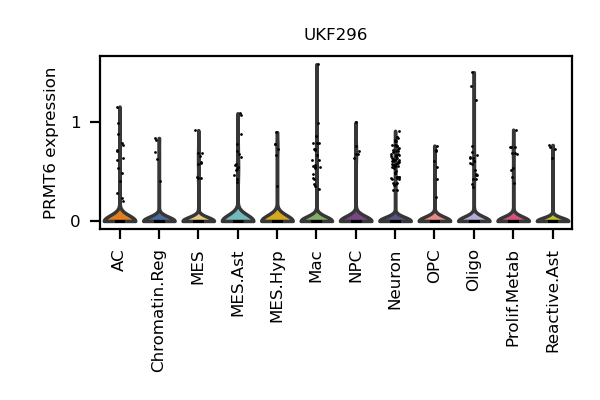 UKF296
PRMT6 expression
1
0
AC
Chromatin.Reg
MES
MES.Ast
MES.Hyp
Mac
NPC
Neuron
OPC
Oligo
Prolif.Metab
Reactive.Ast